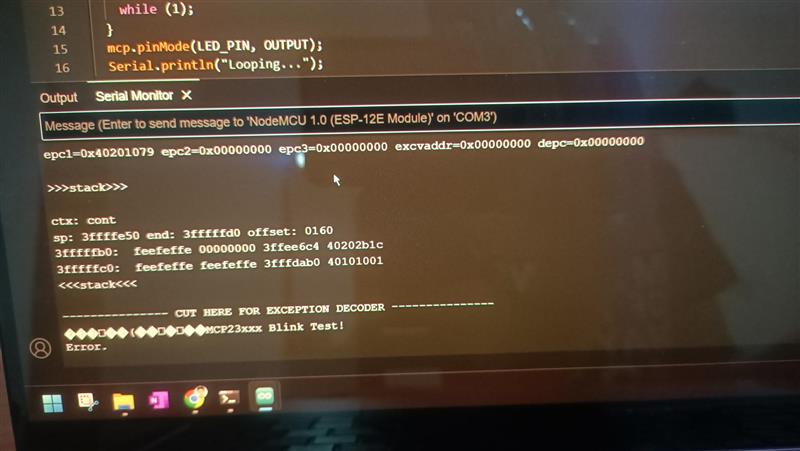 13 while (1);
14 }
15 mcp.pinMode(LED_PIN, OUTPUT);
16 Serial.println("Looping...");
Output Serial Monitor X
Message (Enter to send message to 'NodeMCU 1.0 (ESP-12E Module)' on 'COM3')
epc1=0x40201079 epc2=0x00000000 epc3=0x00000000 excvaddr=0x00000000 depc=0x00000000
>>>stack>>>
ctx: cont
sp: 3ffffe50 end: 3fffffd0 offset: 0160
3fffffb0: feefeffe 00000000 3ffee6c4 40202b1c
3fffffc0: feefeffe feefeffe 3fffdab0 40101001
<<<stack<<<
--------------- CUT HERE FOR EXCEPTION DECODER ---------------
���□��(��□�□��MCP23xxx Blink Test!
Error.